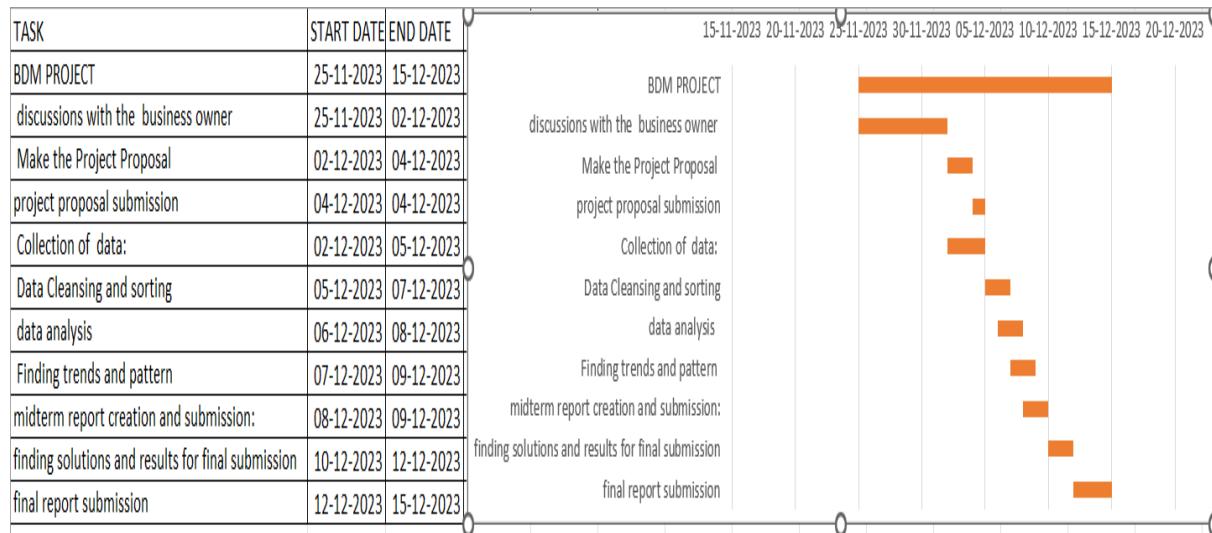 TASK START DATE END DATE
BDM PROJECT 25-11-2023 15-12-2023
discussions with the business owner 25-11-2023 02-12-2023
Make the Project Proposal 02-12-2023 04-12-2023
project proposal submission 04-12-2023 04-12-2023
Collection of data: 02-12-2023 05-12-2023
Data Cleansing and sorting 05-12-2023 07-12-2023
data analysis 06-12-2023 08-12-2023
Finding trends and pattern 07-12-2023 09-12-2023
midterm report creation and submission: 08-12-2023 09-12-2023
finding solutions and results for final submission 10-12-2023 12-12-2023
final report submission 12-12-2023 15-12-2023
15-11-2023 20-11-2023 25-11-2023 30-11-2023 05-12-2023 10-12-2023 15-12-2023 20-12-2023
BDM PROJECT
discussions with the business owner
Make the Project Proposal
project proposal submission
Collection of data:
Data Cleansing and sorting
data analysis
Finding trends and pattern
midterm report creation and submission:
finding solutions and results for final submission
final report submission